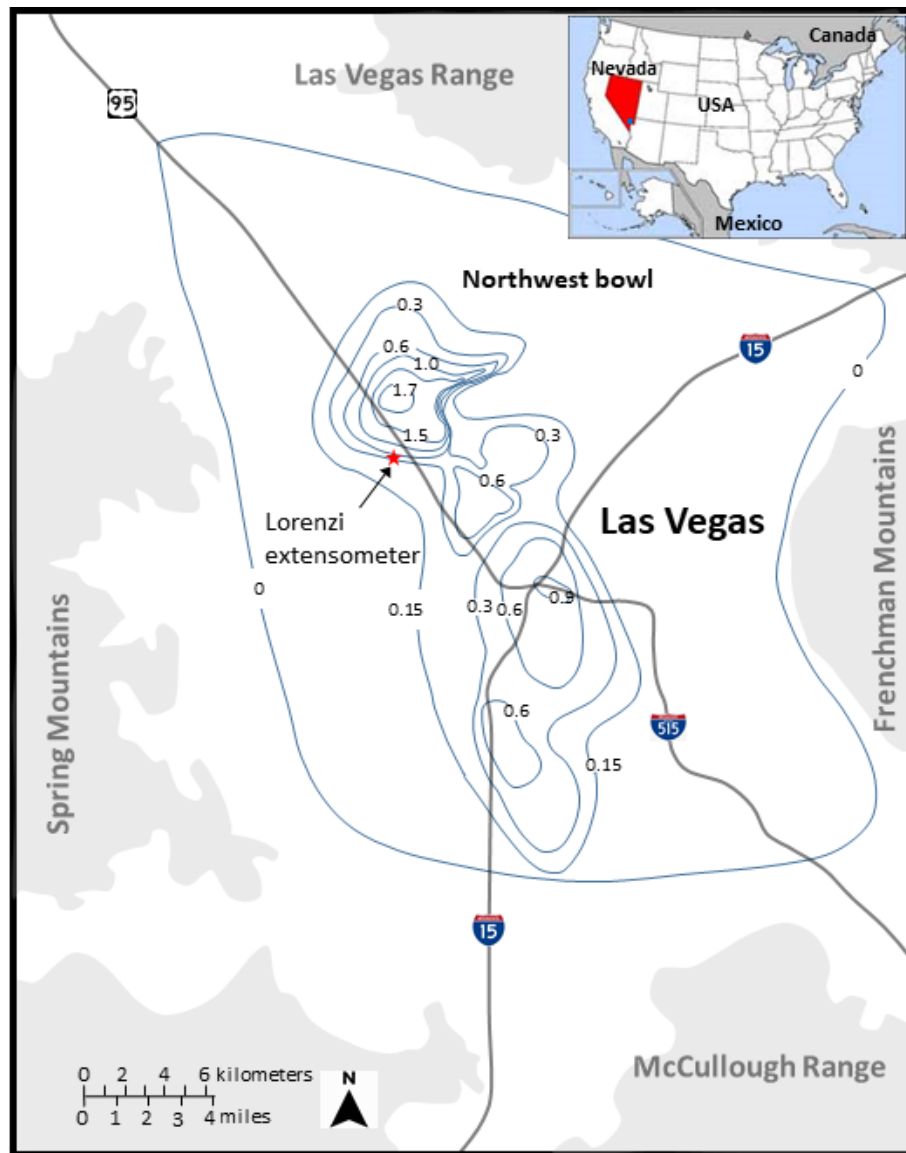 Canada
Nevada
USA
Mexico
Las Vegas Range
95
Northwest bowl
15
0.3
0.6
1.0
1.7
1.5
0
0.3
0.6
Lorenzi
extensometer
Las Vegas
Frenchman Mountains
Spring Mountains
0
0.15
0.3
0.6
0.9
0.6
515
0.15
15
McCullough Range
0 2 4 6 kilometers
0 1 2 3 4 miles
N